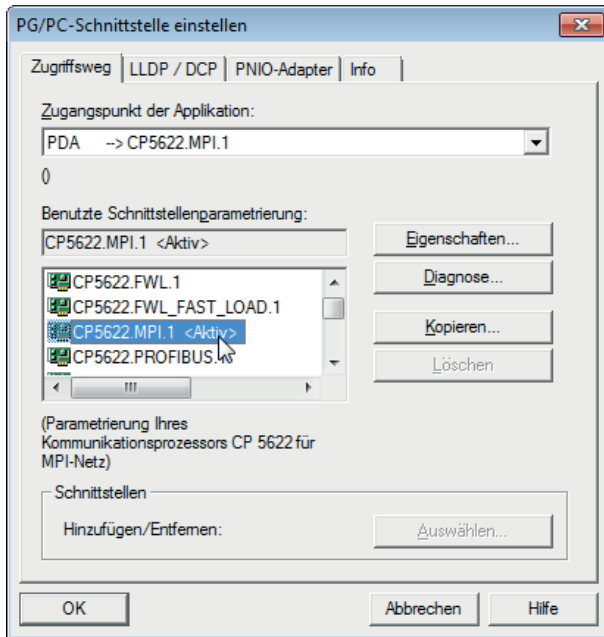 PG/PC-Schnittstelle einstellen
Zugriffsweg LLDP / DCP PNIO-Adapter Info
Zugangspunkt der Applikation:
PDA --> CP5622.MPI.1
()
Benutzte Schnittstellenparametrierung:
CP5622.MPI.1 <Aktiv>
Eigenschaften...
CP5622.FWL.1
Diagnose...
CP5622.FWL_FAST_LOAD.1
CP5622.MPI.1 <Aktiv>
Kopieren...
CP5622.PROFIBUS.
Löschen
(Parametrierung Ihres
Kommunikationsprozessors CP 5622 für
MPI-Netz)
Schnittstellen
Hinzufügen/Entfernen:
Auswählen...
OK Abbrechen Hilfe